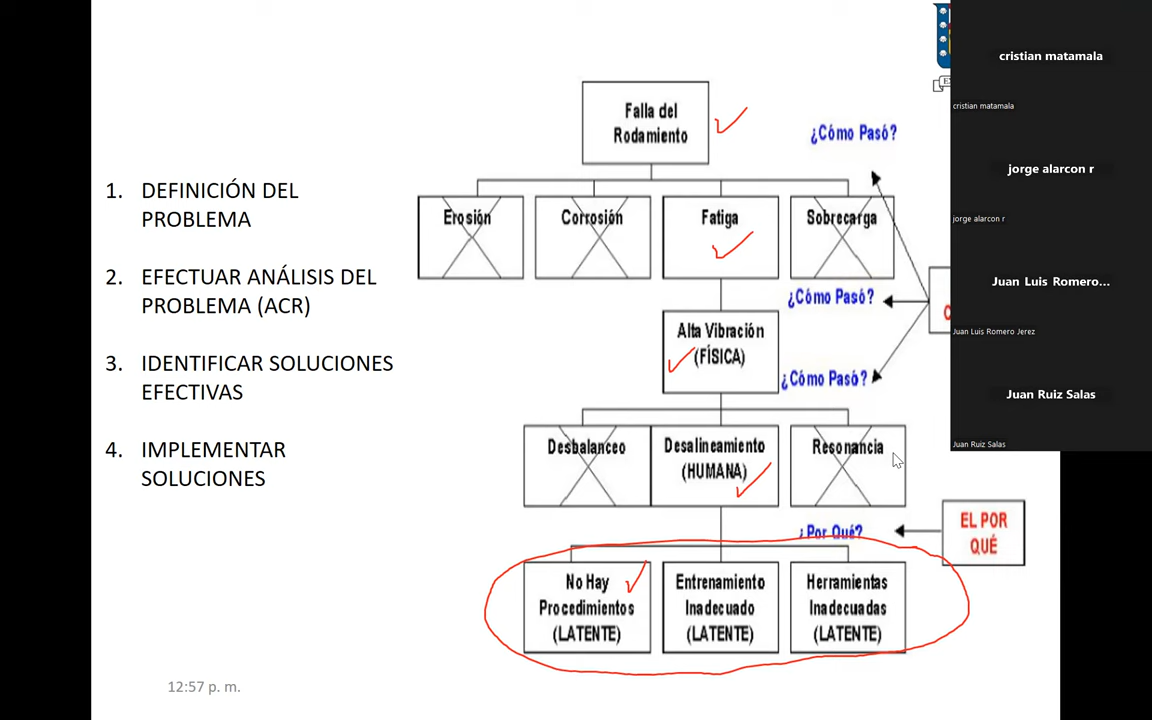 1. DEFINICIÓN DEL
PROBLEMA
2. EFECTUAR ANÁLISIS DEL
PROBLEMA (ACR)
3. IDENTIFICAR SOLUCIONES
EFECTIVAS
4. IMPLEMENTAR
SOLUCIONES
12:57 p. m.
Falla del
Rodamiento
¿Cómo Pasó?
Erosión
Corrosión
Fatiga
Sobrecarga
¿Cómo Pasó?
Alta Vibración
(FÍSICA)
¿Cómo Pasó?
Desbalanceo
Desalineamiento
(HUMANA)
Resonancia
¿Por Qué?
EL POR
QUÉ
No Hay
Procedimientos
(LATENTE)
Entrenamiento
Inadecuado
(LATENTE)
Herramientas
Inadecuadas
(LATENTE)
cristian matamala
cristian matamala
jorge alarcon r
jorge alarcon r
Juan Luis Romero...
Juan Luis Romero Jerez
Juan Ruiz Salas
Juan Ruiz Salas